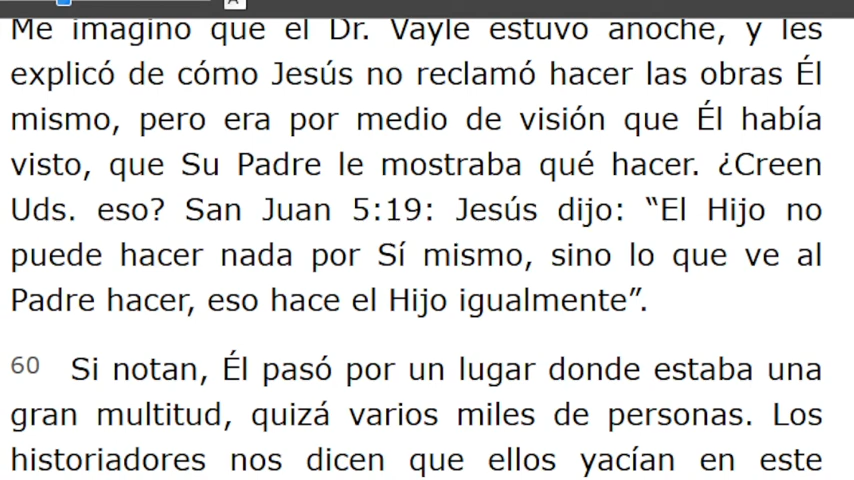 Me imagino que el Dr. Vayle estuvo anoche, y les
explicó de cómo Jesús no reclamó hacer las obras Él
mismo, pero era por medio de visión que Él había
visto, que Su Padre le mostraba qué hacer. ¿Creen
Uds. eso? San Juan 5:19: Jesús dijo: “El Hijo no
puede hacer nada por Sí mismo, sino lo que ve al
Padre hacer, eso hace el Hijo igualmente”.
60 Si notan, Él pasó por un lugar donde estaba una
gran multitud, quizá varios miles de personas. Los
historiadores nos dicen que ellos yacían en este